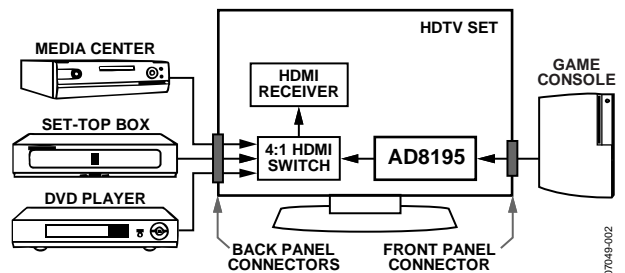 HDTV SET
MEDIA CENTER
HDMI
RECEIVER
GAME
CONSOLE
SET-TOP BOX
4:1 HDMI
SWITCH
AD8195
DVD PLAYER
BACK PANEL
CONNECTORS
FRONT PANEL
CONNECTOR
07049-002